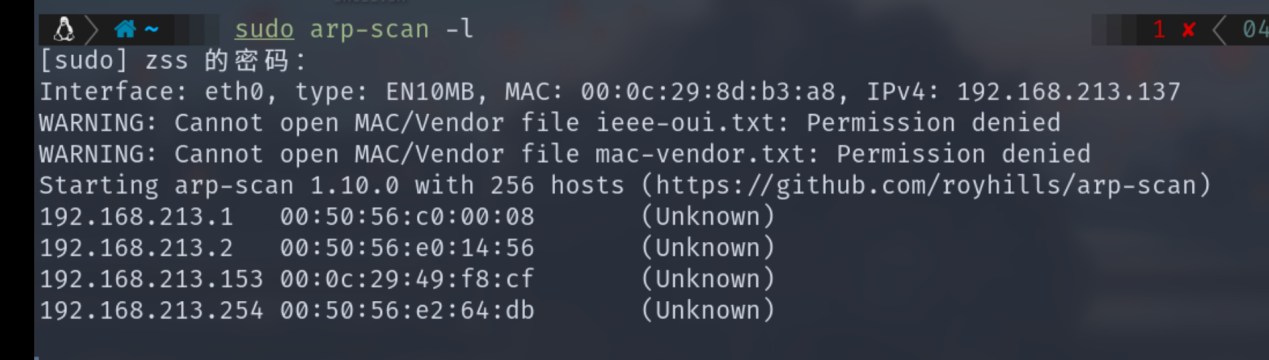 ~ sudo arp-scan -l 1 ✘ 04
[sudo] zss 的密码：
Interface: eth0, type: EN10MB, MAC: 00:0c:29:8d:b3:a8, IPv4: 192.168.213.137
WARNING: Cannot open MAC/Vendor file ieee-oui.txt: Permission denied
WARNING: Cannot open MAC/Vendor file mac-vendor.txt: Permission denied
Starting arp-scan 1.10.0 with 256 hosts (https://github.com/royhills/arp-scan)
192.168.213.1 00:50:56:c0:00:08 (Unknown)
192.168.213.2 00:50:56:e0:14:56 (Unknown)
192.168.213.153 00:0c:29:49:f8:cf (Unknown)
192.168.213.254 00:50:56:e2:64:db (Unknown)